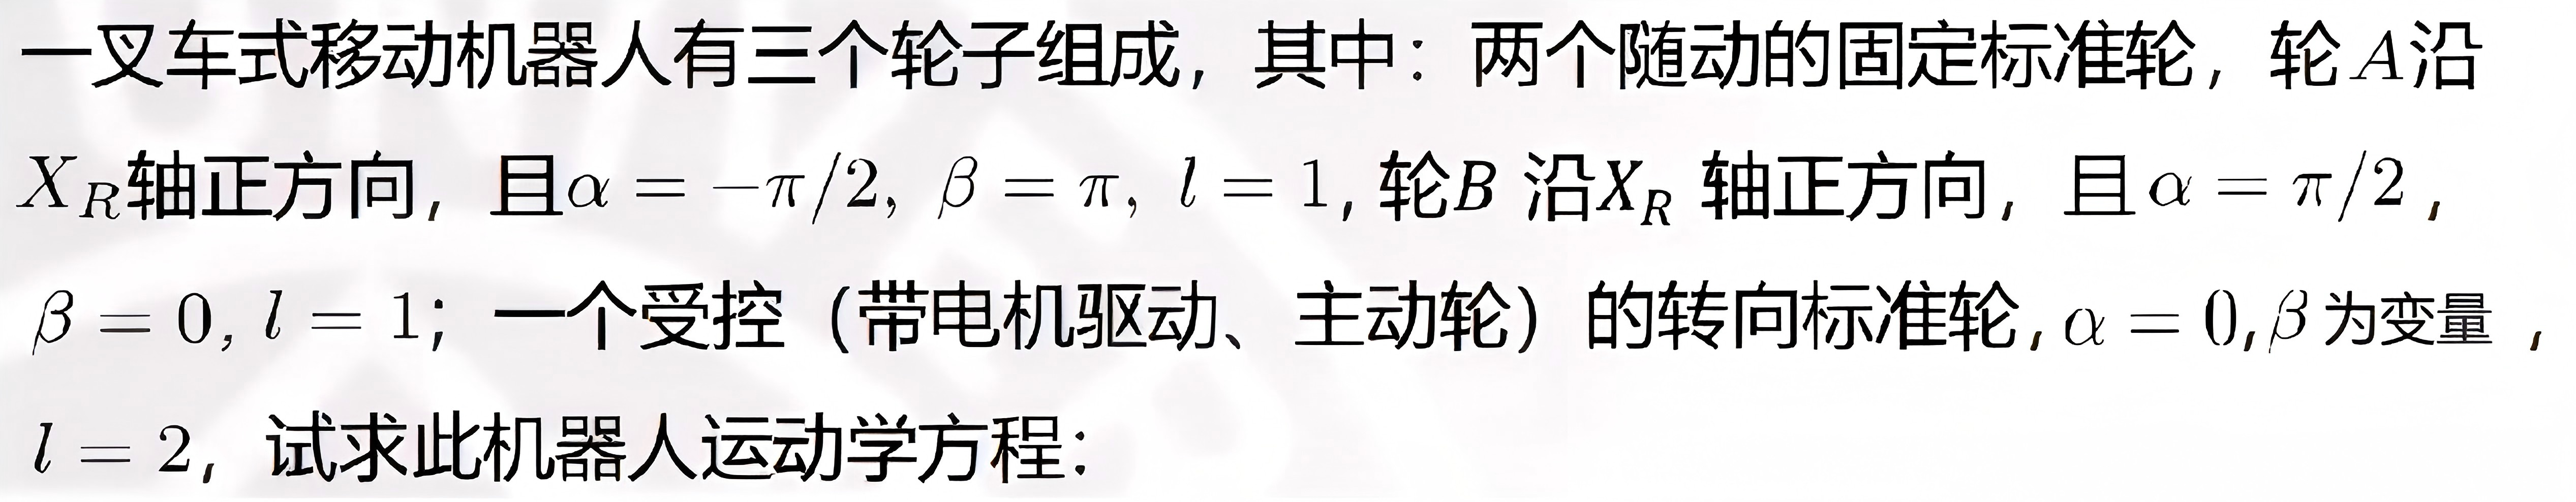 一叉车式移动机器人有三个轮子组成，其中：两个随动的固定标准轮，轮A沿
X_R轴正方向，且α = −π/2, β = π, l = 1,轮B 沿X_R 轴正方向，且α = π/2，
β = 0, l = 1；一个受控（带电机驱动、主动轮）的转向标准轮,α = 0,β为变量，
l = 2，试求此机器人运动学方程：